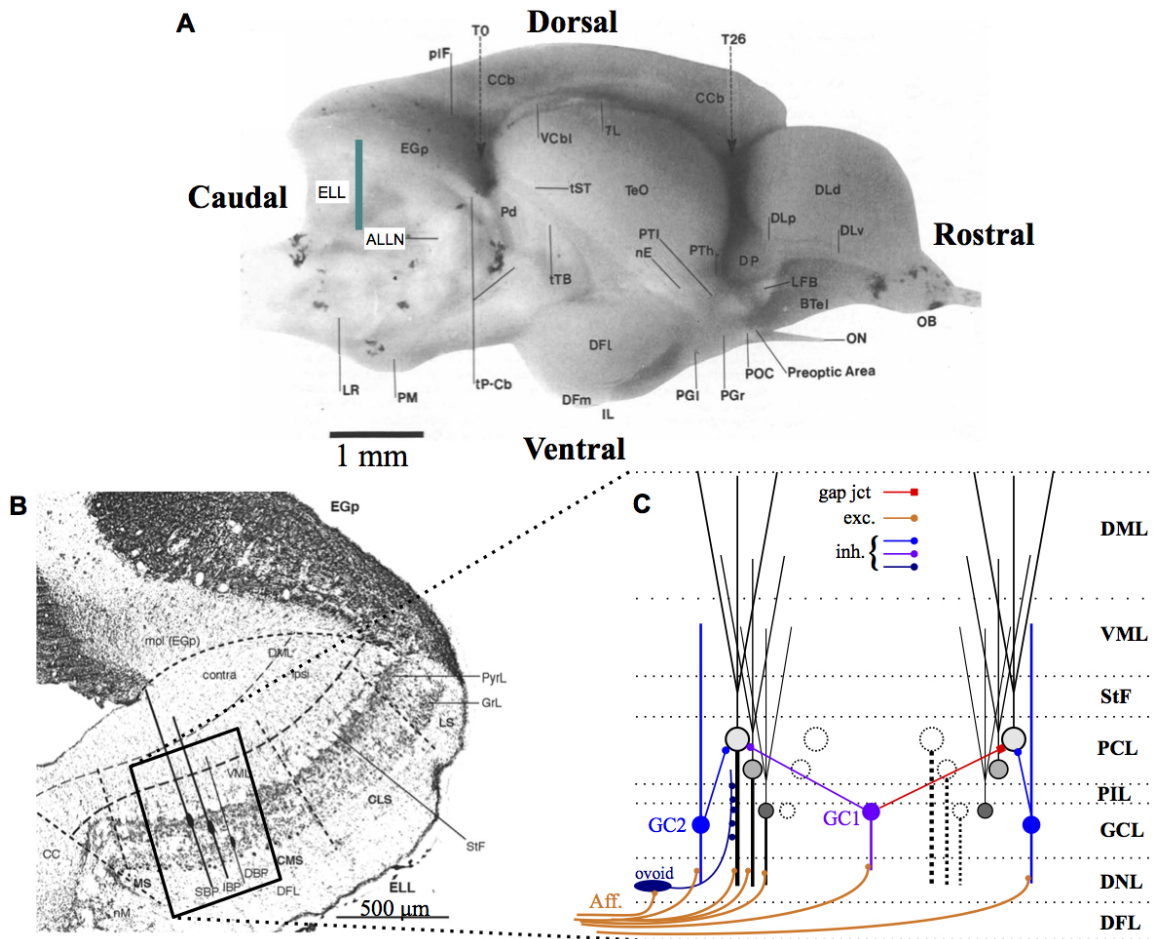 A
Dorsal
T0
T26
plF
CCb
CCb
VCbl
TL
EGp
ELL
Caudal
tST
TeO
DLd
Pd
ALLN
DLp
DLv
Rostral
PTl
PTh
nE
DP
tTB
LFB
BTel
OB
DFl
ON
POC
Preoptic Area
LR
PM
tP-Cb
DFm
IL
PGl
PGr
1 mm
Ventral
B
EGp
mol (EGp)
DML
contra
ipsi
PyrL
GrL
LS
VML
CLS
StF
CC
CMS
MS
DBP
IBP
SBP
DFL
nM
ELL
500 µm
C
gap jct
exc.
inh.
DML
VML
StF
PCL
PIL
GCL
DNL
DFL
GC2
GC1
ovoid
Aff.